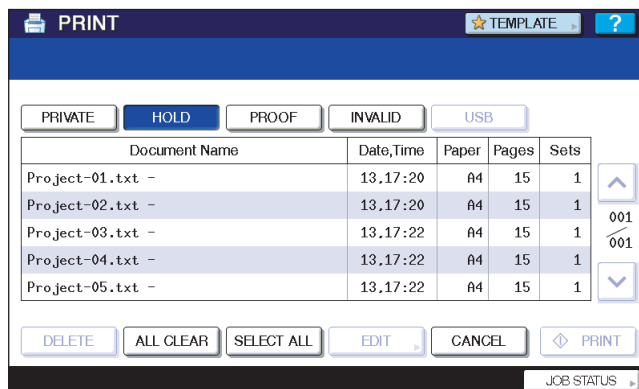 PRINT TEMPLATE ?
PRIVATE HOLD PROOF INVALID USB
Document Name Date,Time Paper Pages Sets
Project-01.txt - 13,17:20 A4 15 1
Project-02.txt - 13,17:20 A4 15 1
Project-03.txt - 13,17:22 A4 15 1
Project-04.txt - 13,17:22 A4 15 1
Project-05.txt - 13,17:22 A4 15 1
001
/001
DELETE ALL CLEAR SELECT ALL EDIT CANCEL PRINT
JOB STATUS